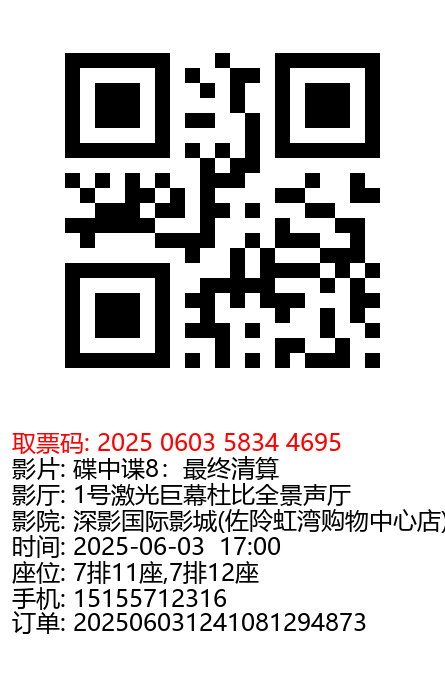 取票码: 2025 0603 5834 4695
影片: 碟中谍8：最终清算
影厅: 1号激光巨幕杜比全景声厅
影院: 深影国际影城(佐阾虹湾购物中心店)
时间: 2025-06-03 17:00
座位: 7排11座,7排12座
手机: 15155712316
订单: 202506031241081294873